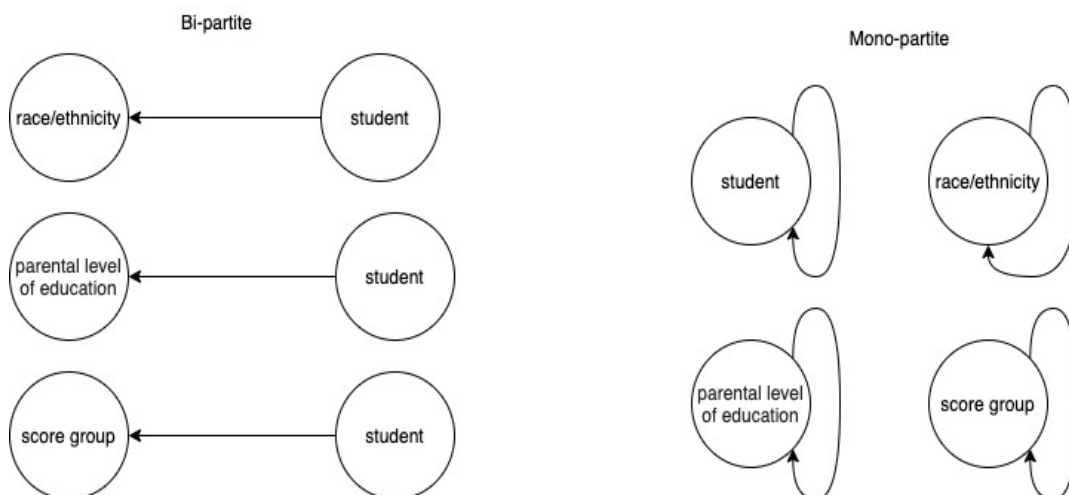 Bi-partite
race/ethnicity
student
parental level
of education
student
score group
student
Mono-partite
student
race/ethnicity
parental level
of education
score group